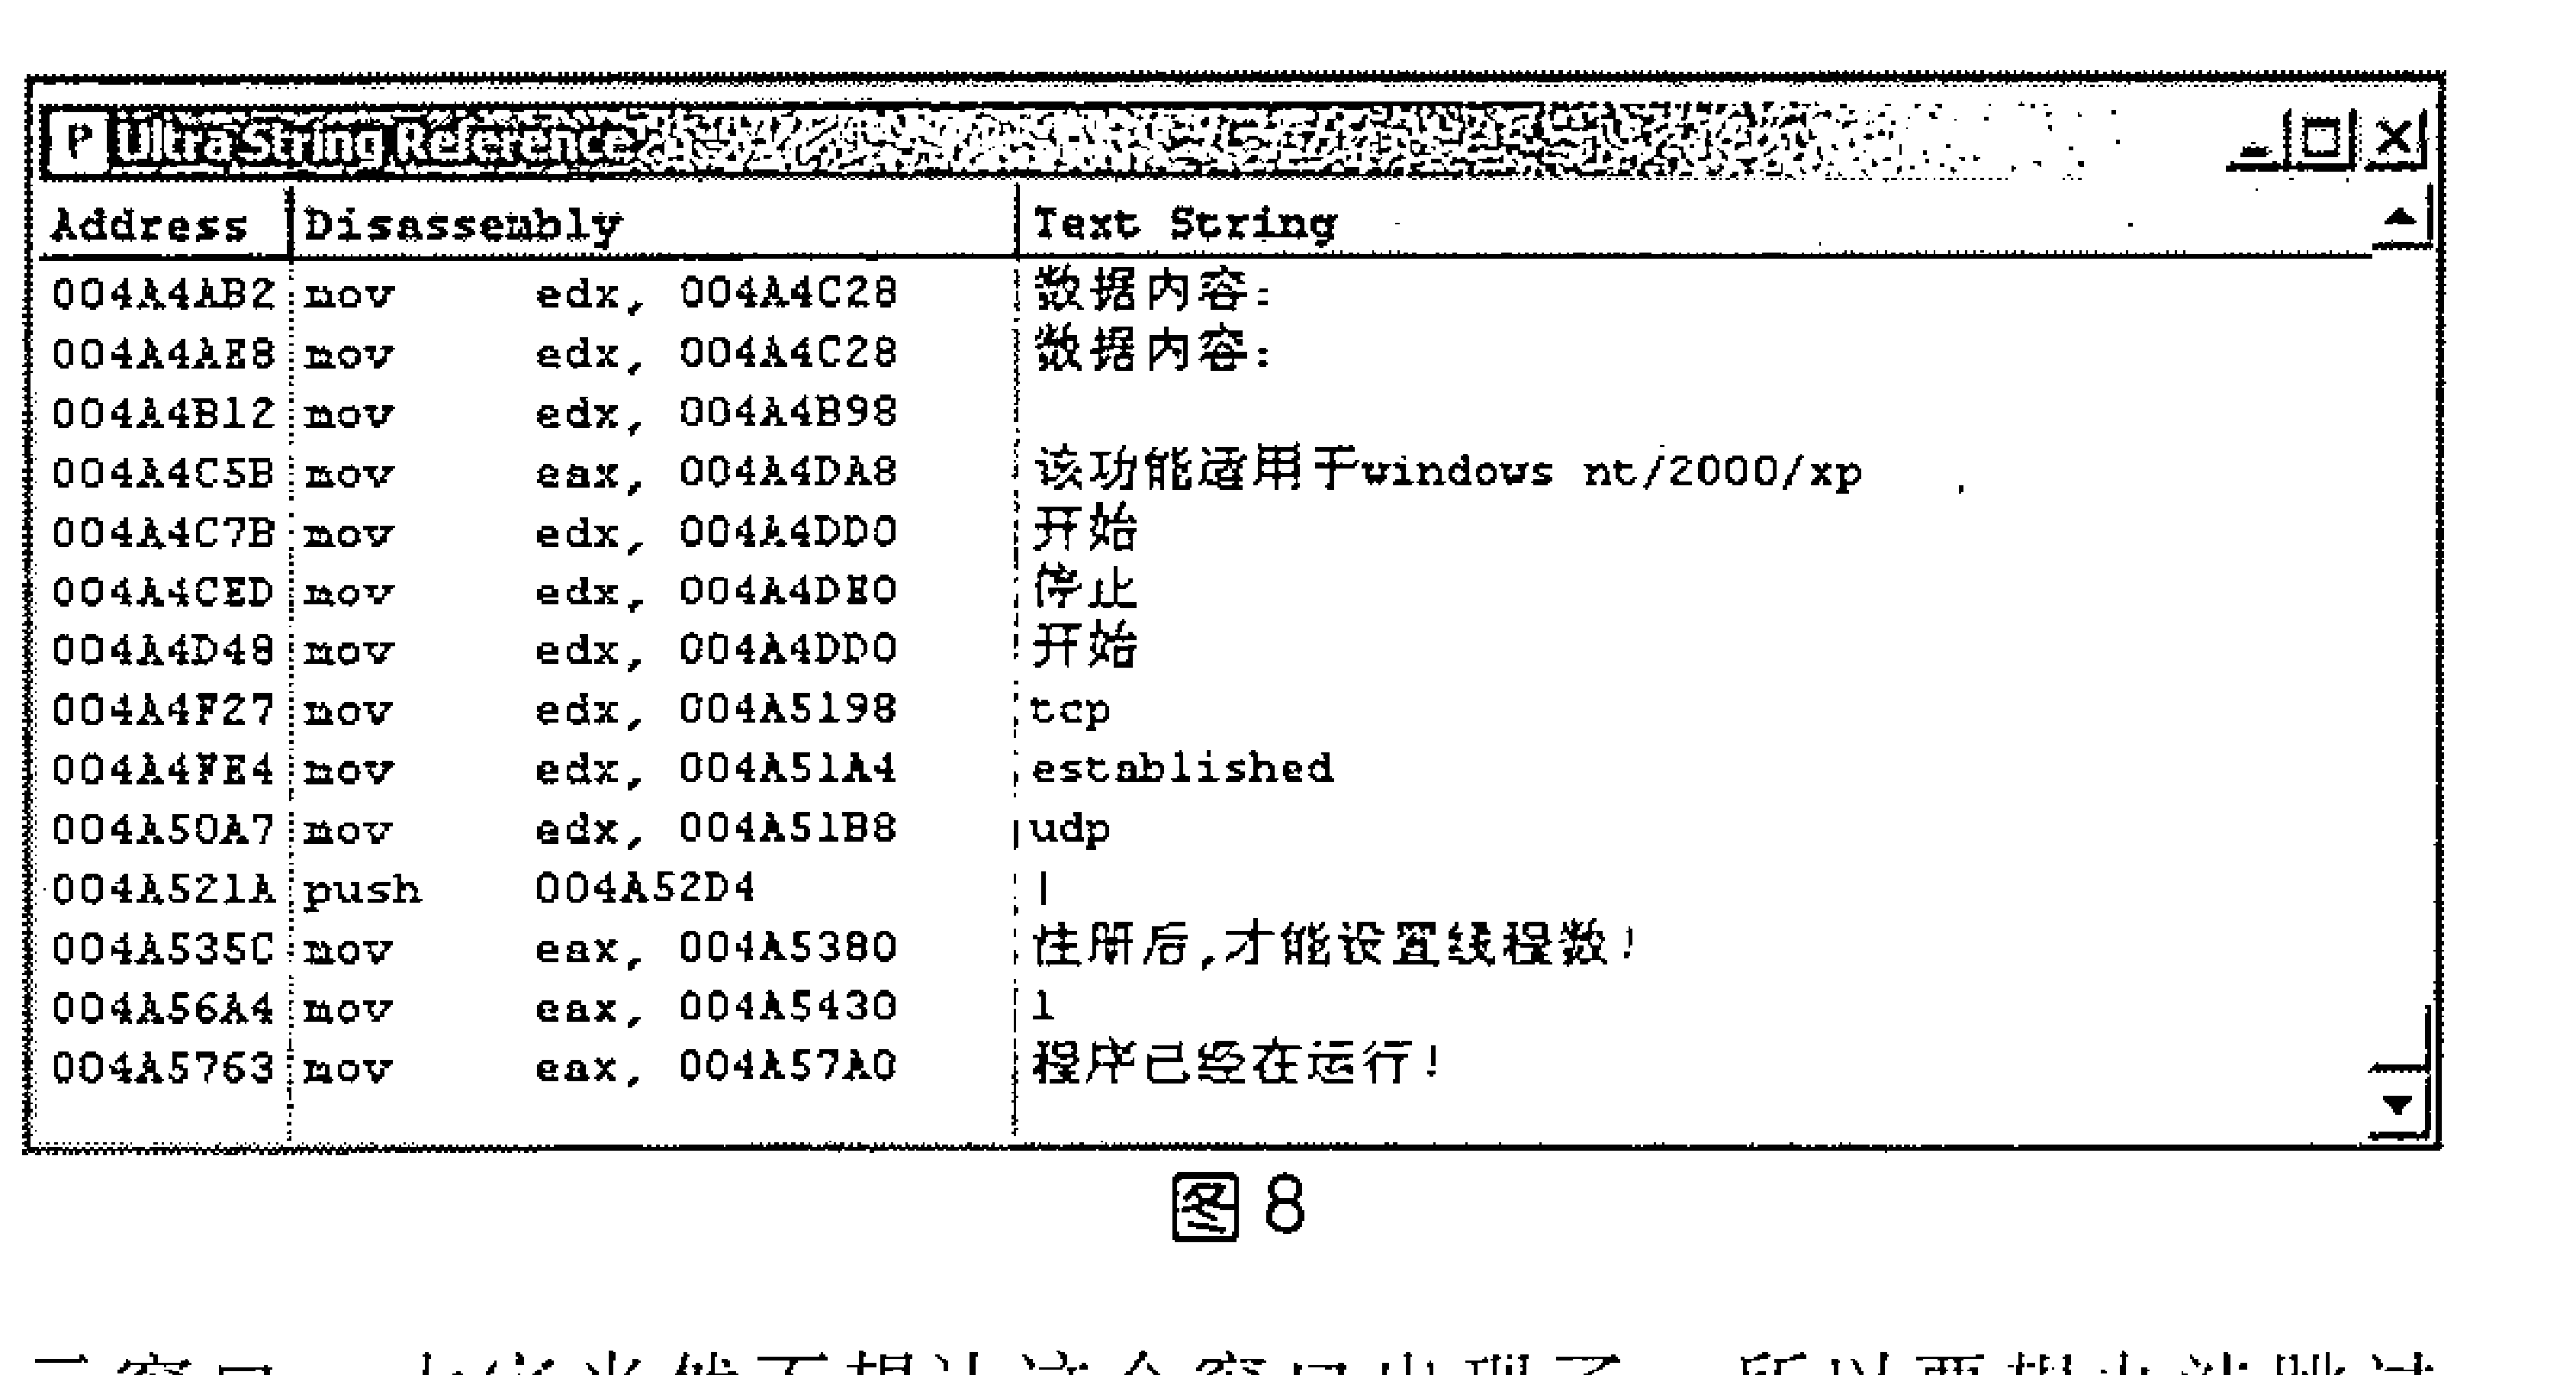 Ultra String Reference
Address Disassembly Text String
004A4AB2 mov edx, 004A4C28 数据内容:
004A4AE8 mov edx, 004A4C28 数据内容:
004A4B12 mov edx, 004A4B98
004A4C5B mov eax, 004A4DA8 该功能适用于windows nt/2000/xp
004A4C7B mov edx, 004A4DD0 开始
004A4CED mov edx, 004A4DE0 停止
004A4D48 mov edx, 004A4DD0 开始
004A4F27 mov edx, 004A5198 tcp
004A4FE4 mov edx, 004A51A4 established
004A50A7 mov edx, 004A51B8 udp
004A521A push 004A52D4 |
004A535C mov eax, 004A5380 注册后,才能设置线程数!
004A56A4 mov eax, 004A5430 1
004A5763 mov eax, 004A57A0 程序已经在运行!
图8